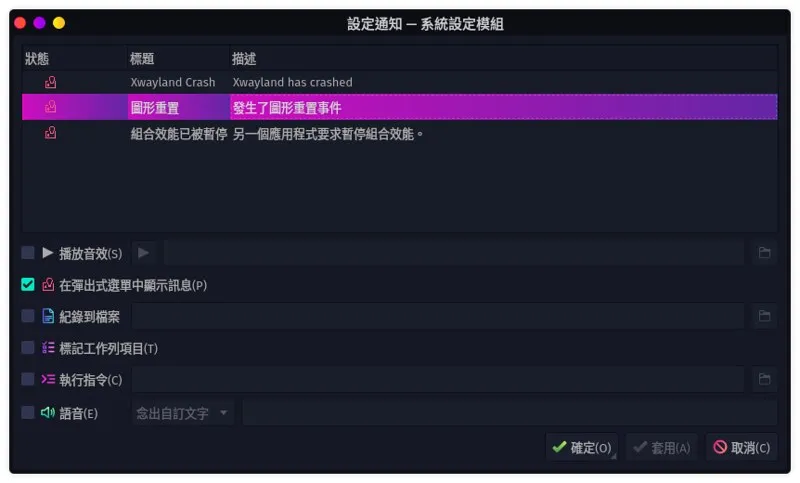 設定通知 — 系統設定模組
狀態 標題 描述
Xwayland Crash Xwayland has crashed
圖形重置 發生了圖形重置事件
組合效能已被暫停 另一個應用程式要求暫停組合效能。
播放音效(S)
在彈出式選單中顯示訊息(P)
紀錄到檔案
標記工作列項目(T)
執行指令(C)
語音(E) 念出自訂文字
確定(O) 套用(A) 取消(C)